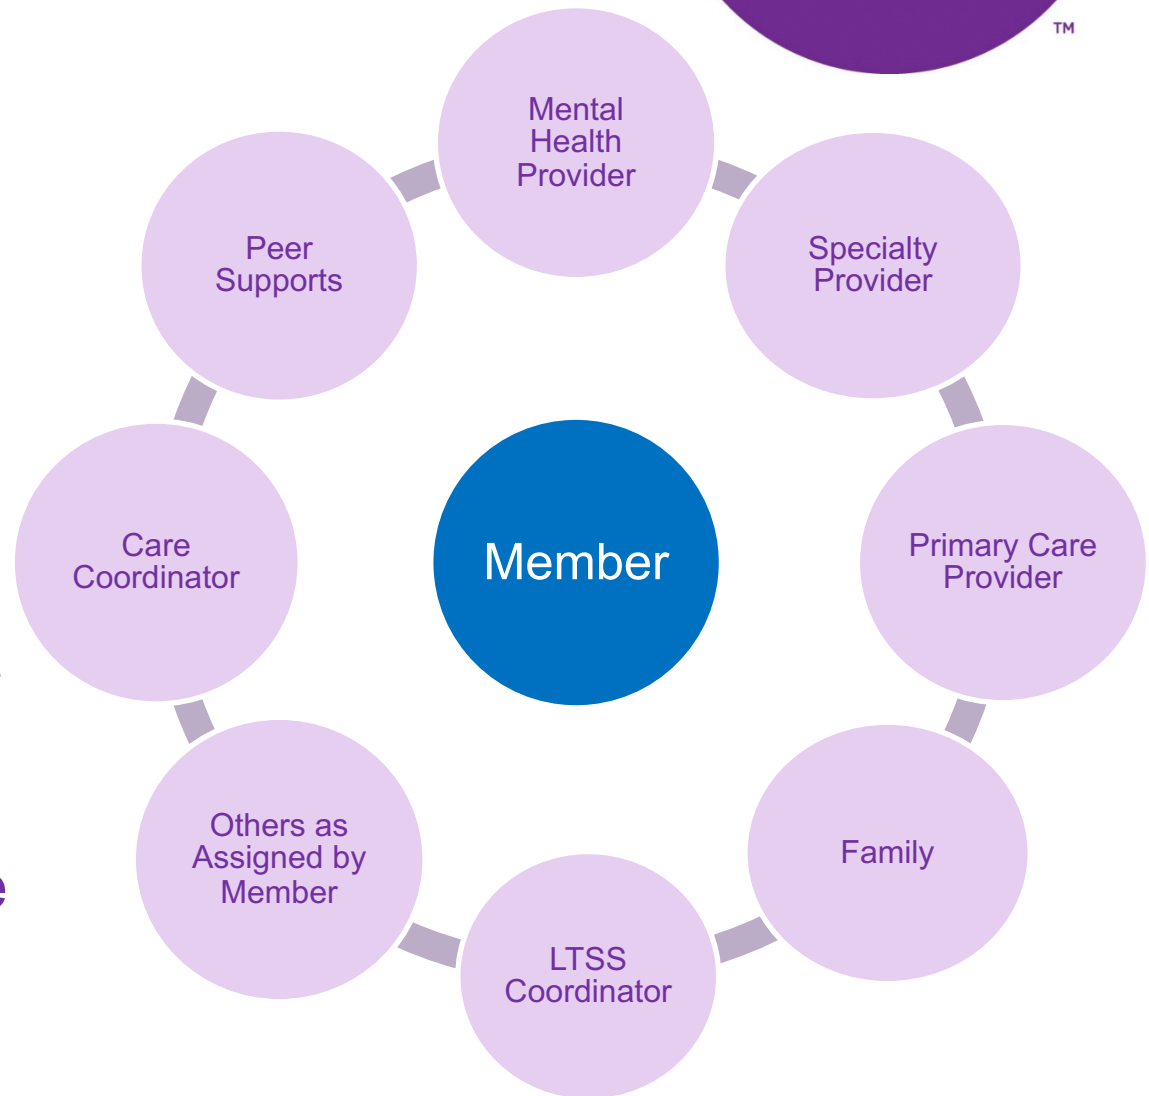 TM
Mental
Health
Provider
Specialty
Provider
Primary Care
Provider
Family
LTSS
Coordinator
Others as
Assigned by
Member
Care
Coordinator
Peer
Supports
Member